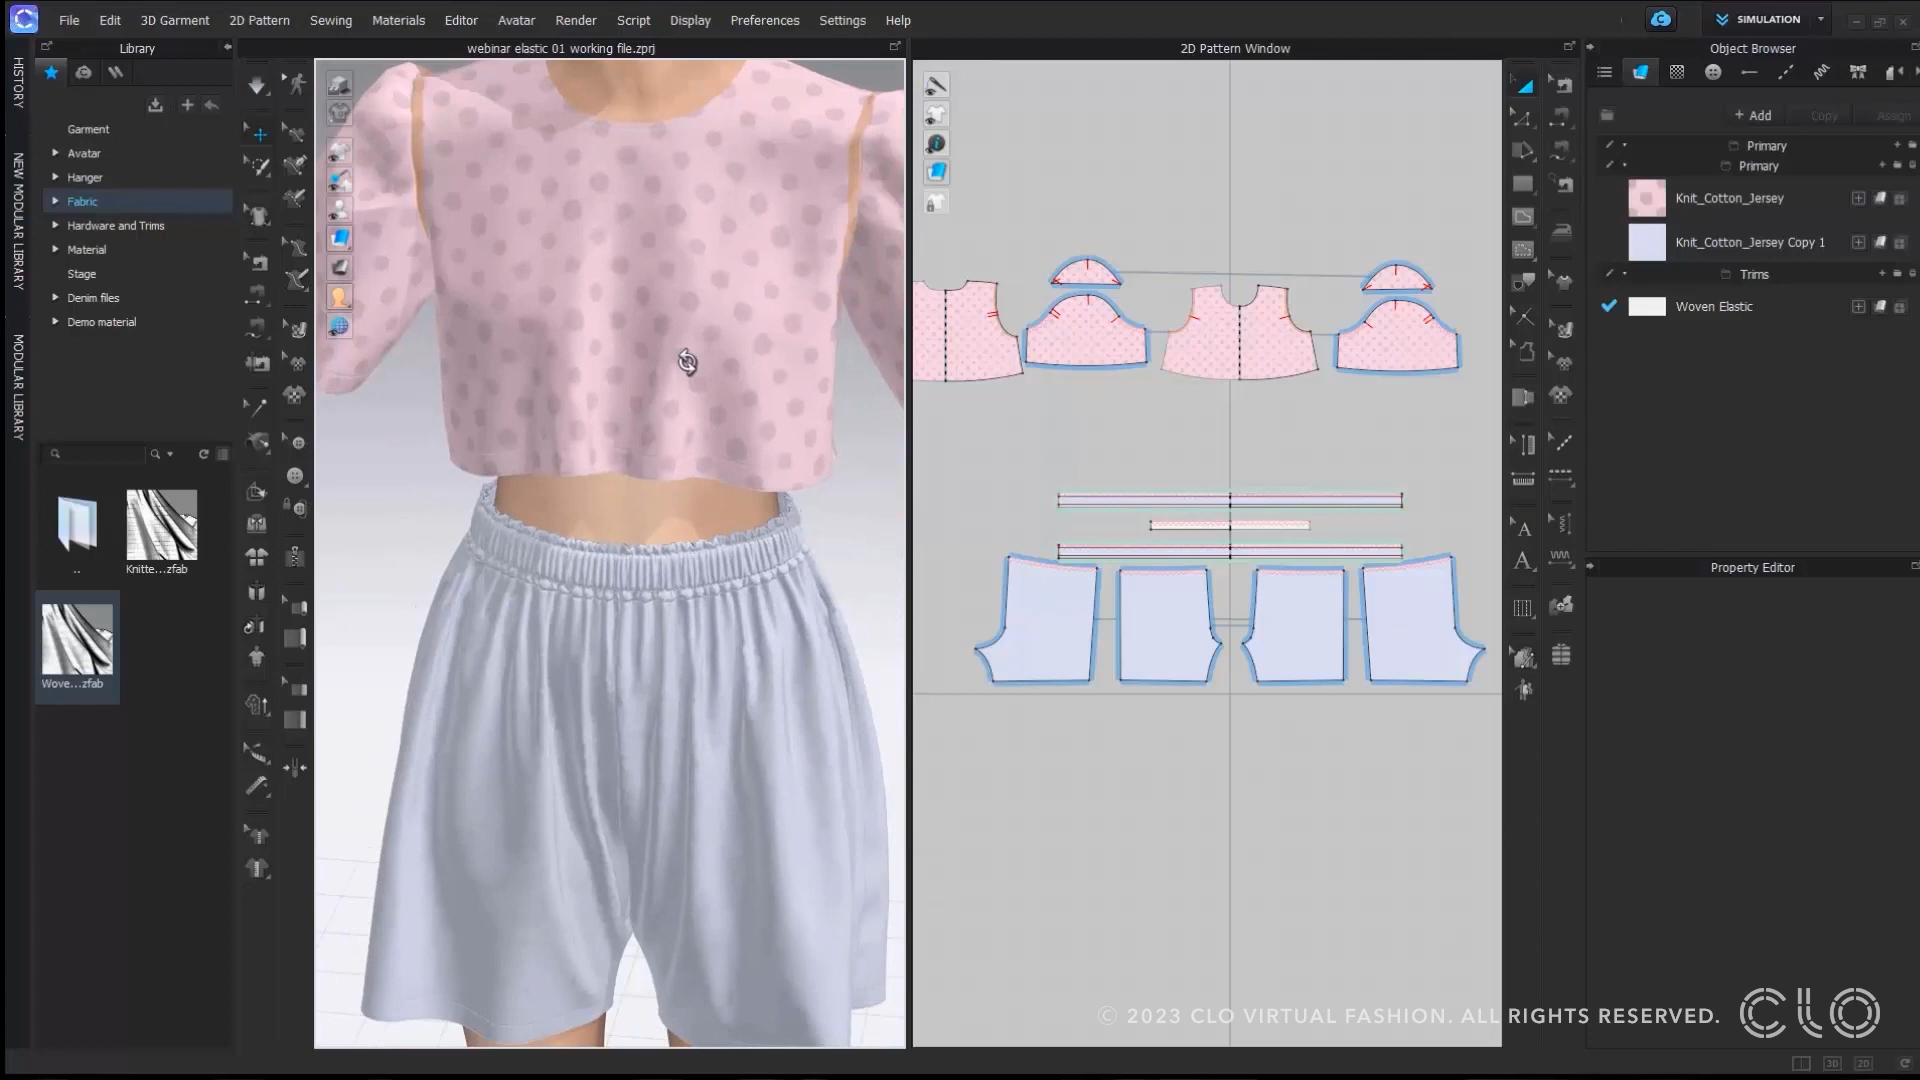 File Edit 3D Garment 2D Pattern Sewing Materials Editor Avatar Render Script Display Preferences Settings Help
SIMULATION
Library
webinar elastic 01 working file.zprj
2D Pattern Window
Object Browser
HISTORY
NEW MODULAR LIBRARY
MODULAR LIBRARY
Garment
Avatar
Hanger
Fabric
Hardware and Trims
Material
Stage
Denim files
Demo material
..
Knitte...zfab
Wove...zfab
+ Add Copy Assign
Primary
Primary
Knit_Cotton_Jersey
Knit_Cotton_Jersey Copy 1
Trims
Woven Elastic
Property Editor
© 2023 CLO VIRTUAL FASHION. ALL RIGHTS RESERVED.
CLO
3D 2D